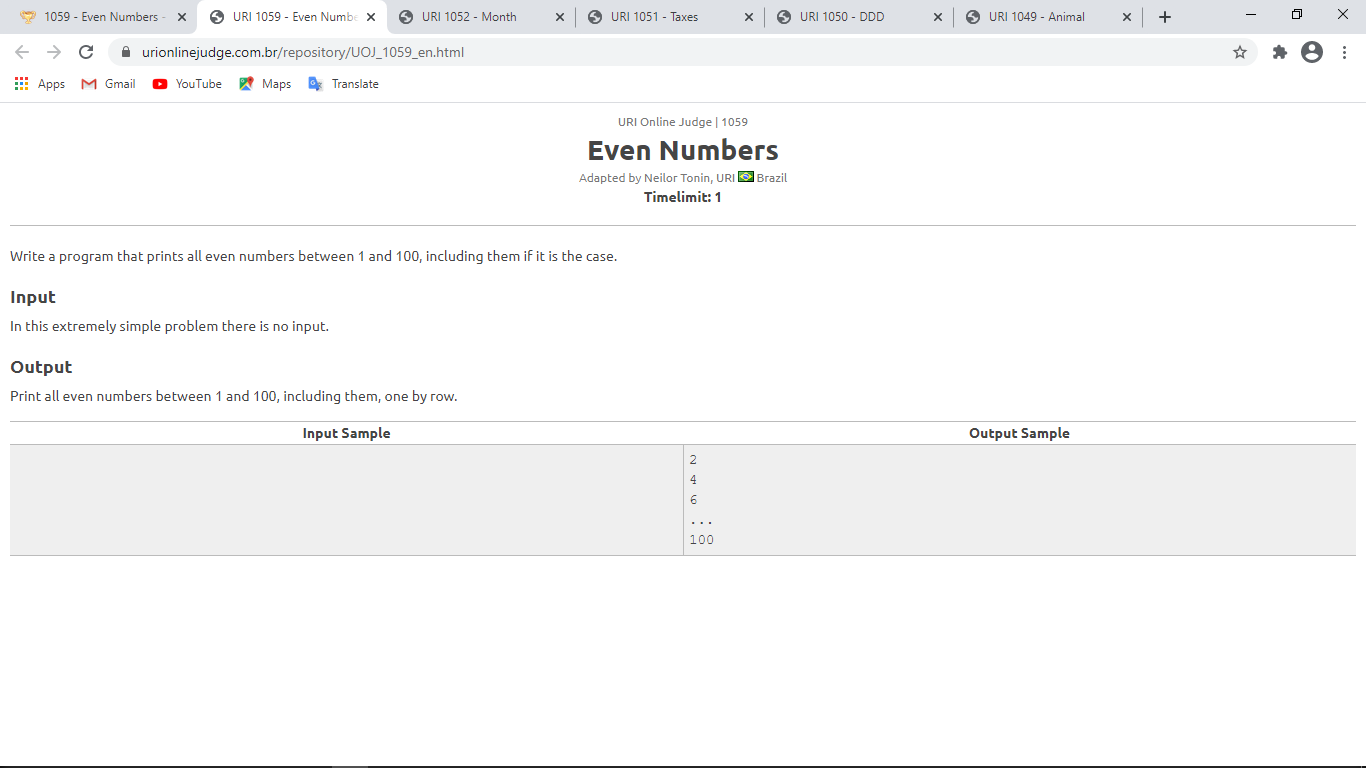 1059 - Even Numbers -
URI 1059 - Even Numbe
URI 1052 - Month
URI 1051 - Taxes
URI 1050 - DDD
URI 1049 - Animal
urionlinejudge.com.br/repository/UOJ_1059_en.html
Apps Gmail YouTube Maps Translate
URI Online Judge | 1059
Even Numbers
Adapted by Neilor Tonin, URI Brazil
Timelimit: 1
Write a program that prints all even numbers between 1 and 100, including them if it is the case.
Input
In this extremely simple problem there is no input.
Output
Print all even numbers between 1 and 100, including them, one by row.
Input Sample Output Sample
2
4
6
...
100